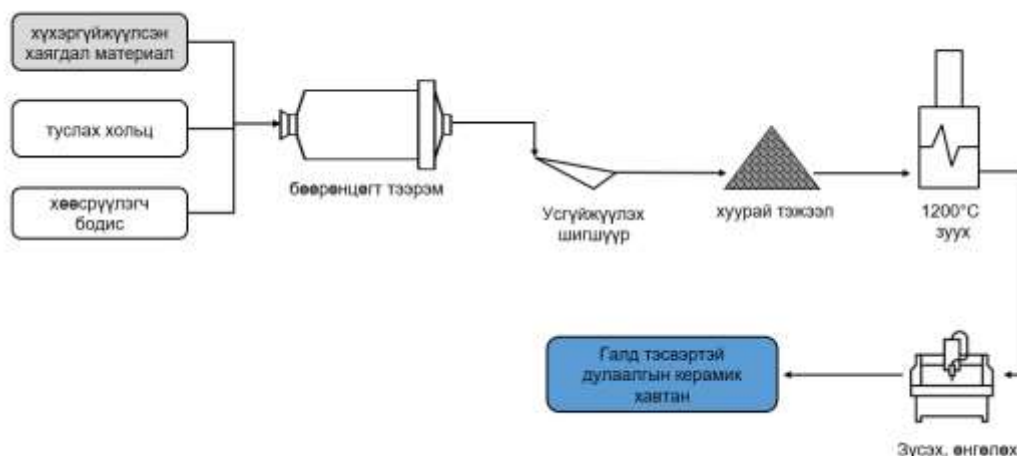 хүхэргүйжүүлсэн
хаягдал материал
туслах хольц
хөөсрүүлэгч
бодис
бөөрөнцөгт тээрэм
Усгүйжүүлэх
шигшүүр
хуурай тэжээл
1200°C
зуух
Галд тэсвэртэй
дулаалгын керамик
хавтан
Зүсэх, өнгөлөх